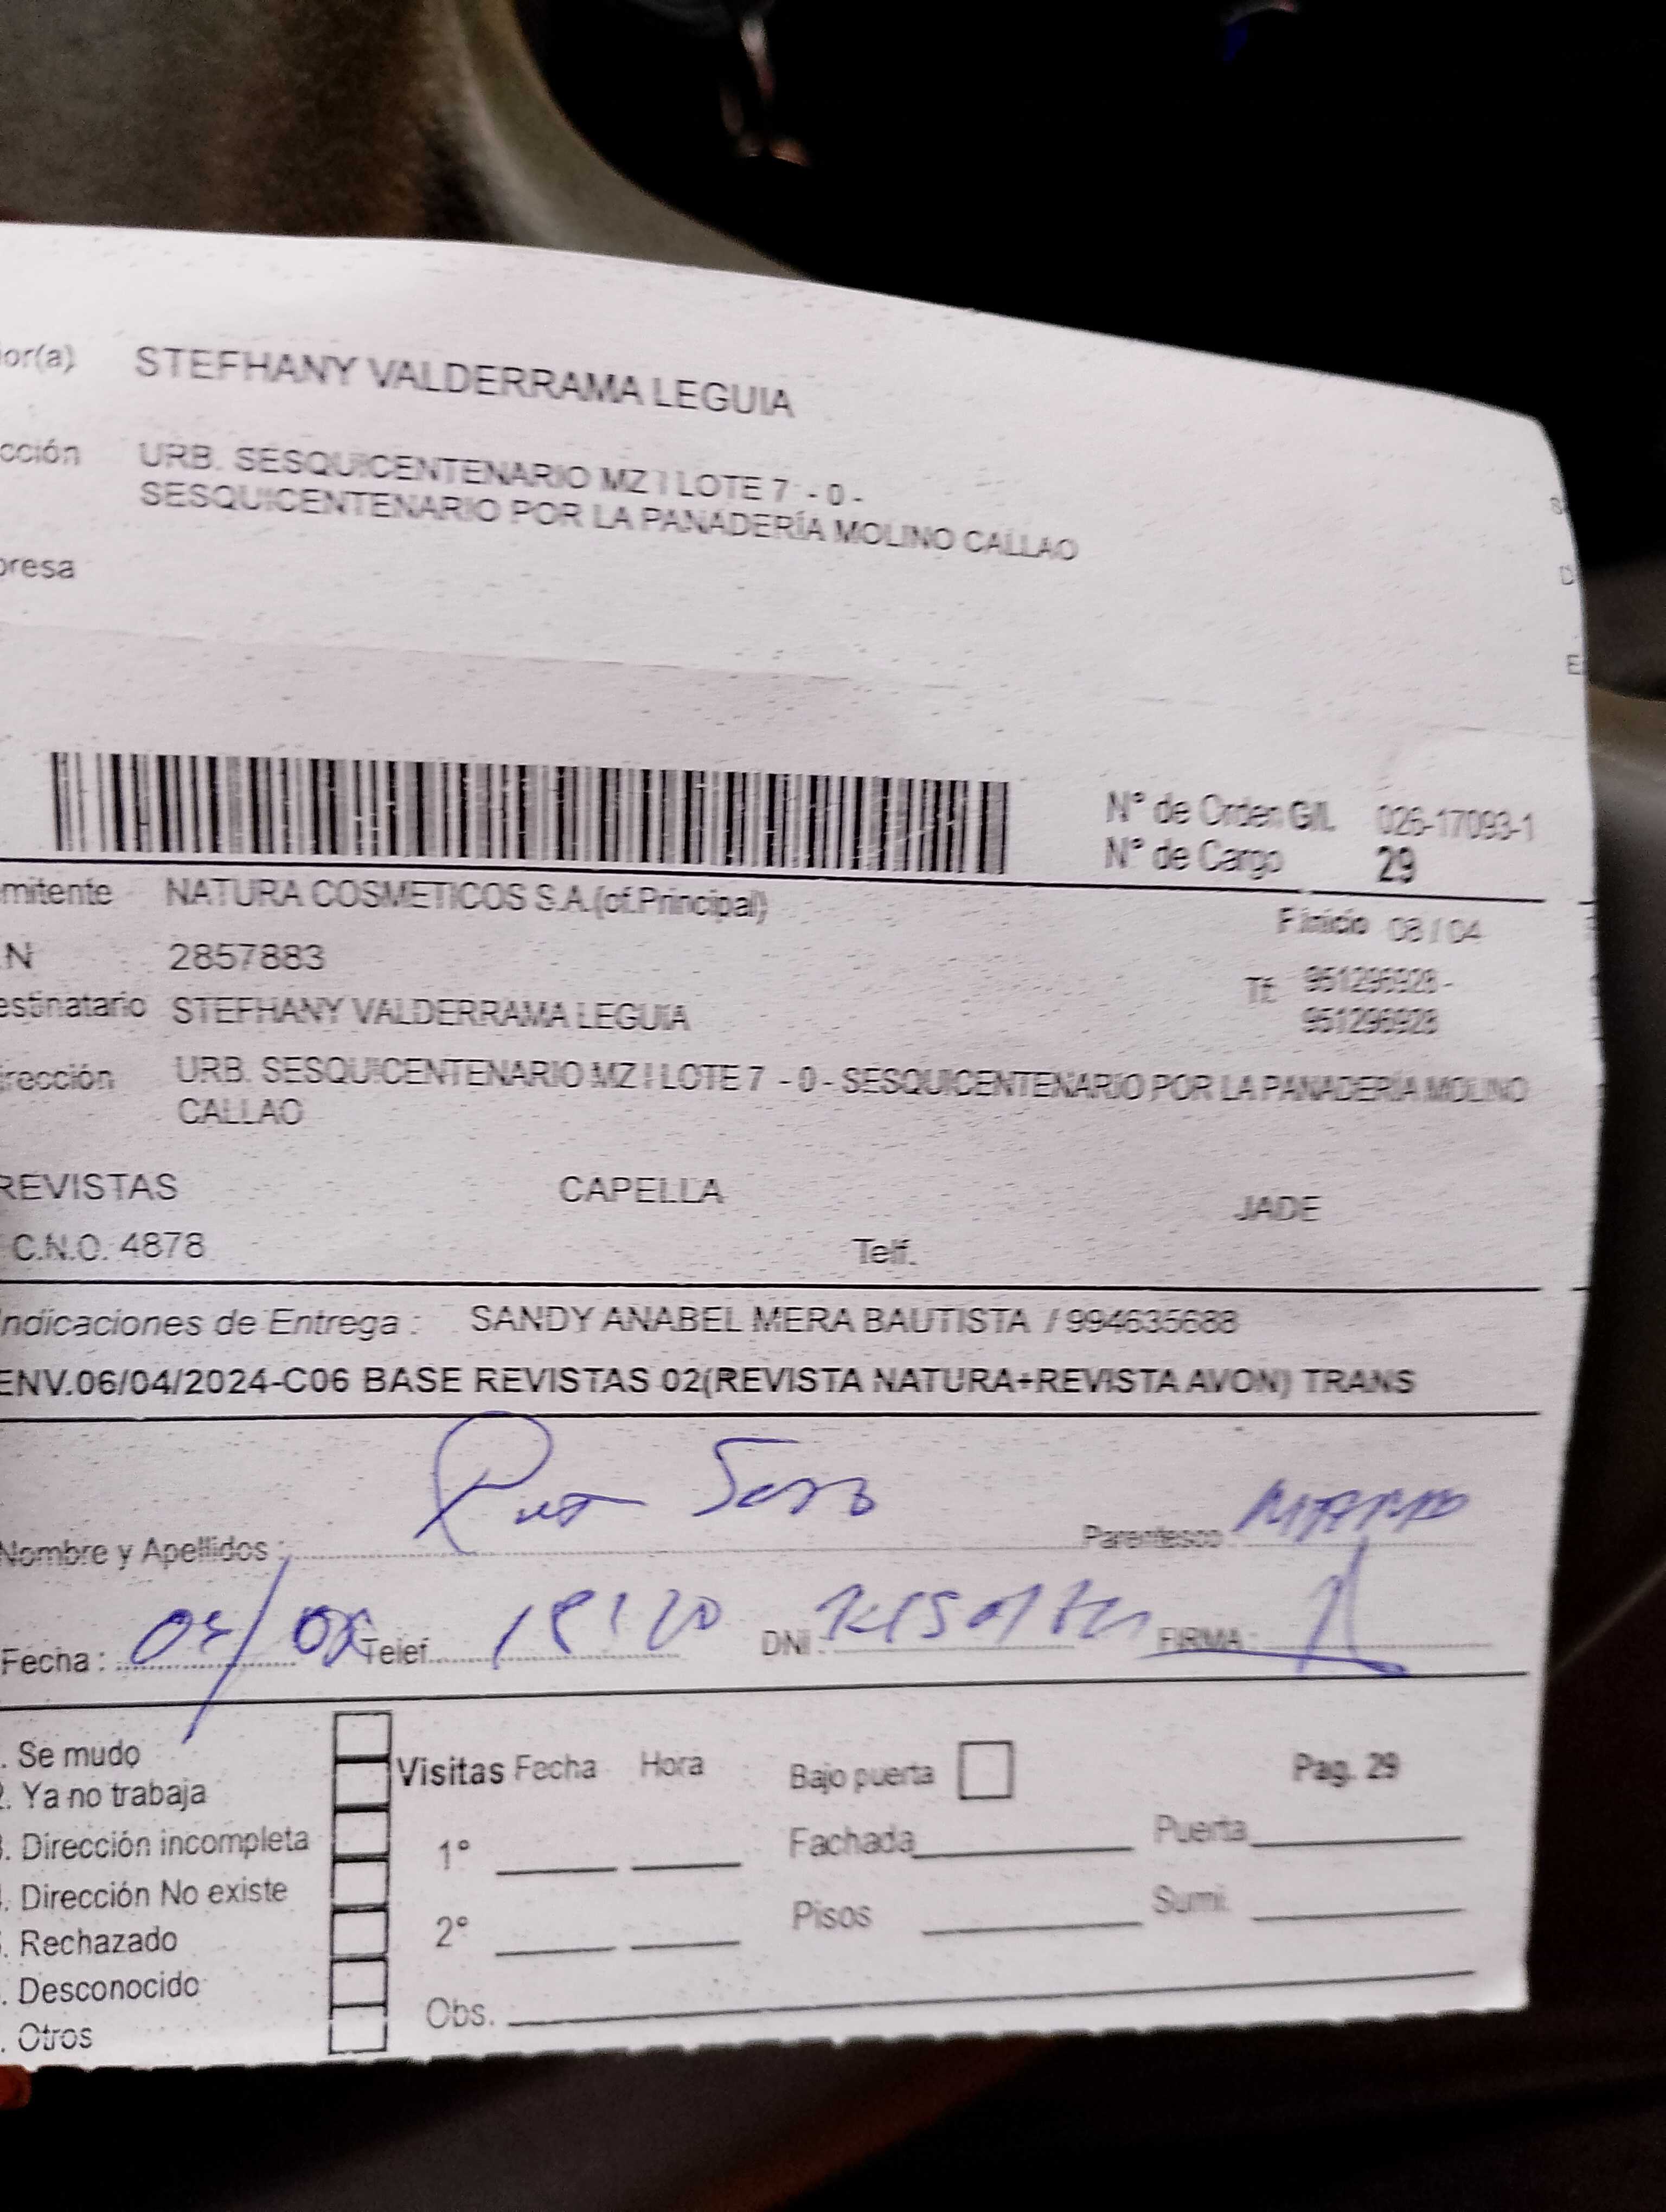 or(a) STEFHANY VALDERRAMA LEGUIA
cción URB. SESQUICENTENARIO MZ I LOTE 7 - 0 -
SESQUICENTENARIO POR LA PANADERÍA MOLINO CALLAO
presa
N° de Orden G/L 026-17093-1
N° de Cargo 29
mitente NATURA COSMETICOS S.A.(of.Principal)
F.Inicio 08 / 04
N 2857883
Tf: 951296928 -
951296928
estinatario STEFHANY VALDERRAMA LEGUIA
irección URB. SESQUICENTENARIO MZ I LOTE 7 - 0 - SESQUICENTENARIO POR LA PANADERÍA MOLINO
CALLAO
REVISTAS CAPELLA JADE
C.N.O. 4878 Telf.
Indicaciones de Entrega : SANDY ANABEL MERA BAUTISTA / 994635688
ENV.06/04/2024-C06 BASE REVISTAS 02(REVISTA NATURA+REVISTA AVON) TRANS
Nombre y Apellidos : Parentesco :
Fecha : Telef. DNI : FIRMA :
. Se mudo
. Ya no trabaja
. Dirección incompleta
. Dirección No existe
. Rechazado
. Desconocido
. Otros
Visitas Fecha Hora
1°
2°
Obs.
Bajo puerta Pag. 29
Fachada Puerta
Pisos Sumi.